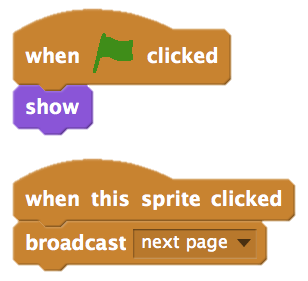 when clicked
show
when this sprite clicked
broadcast next page